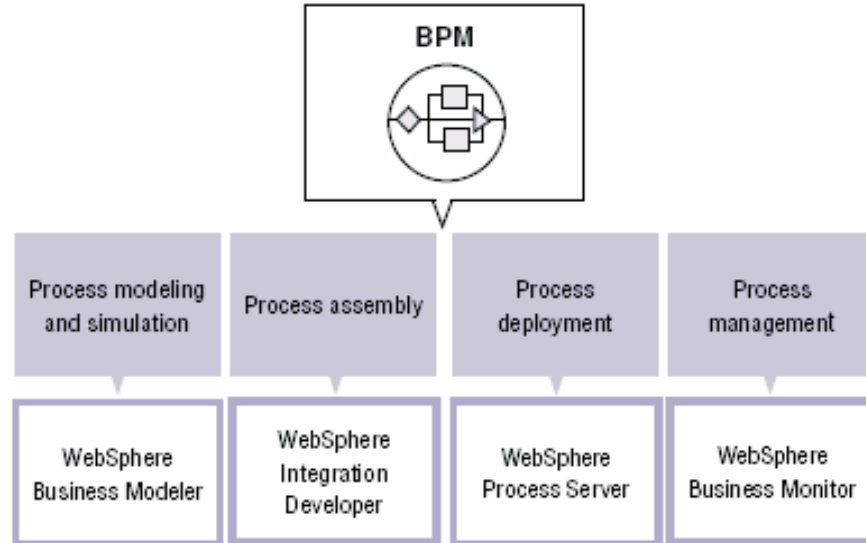 BPM
Process modeling
and simulation
Process assembly
Process
deployment
Process
management
WebSphere
Business Modeler
WebSphere
Integration
Developer
WebSphere
Process Server
WebSphere
Business Monitor